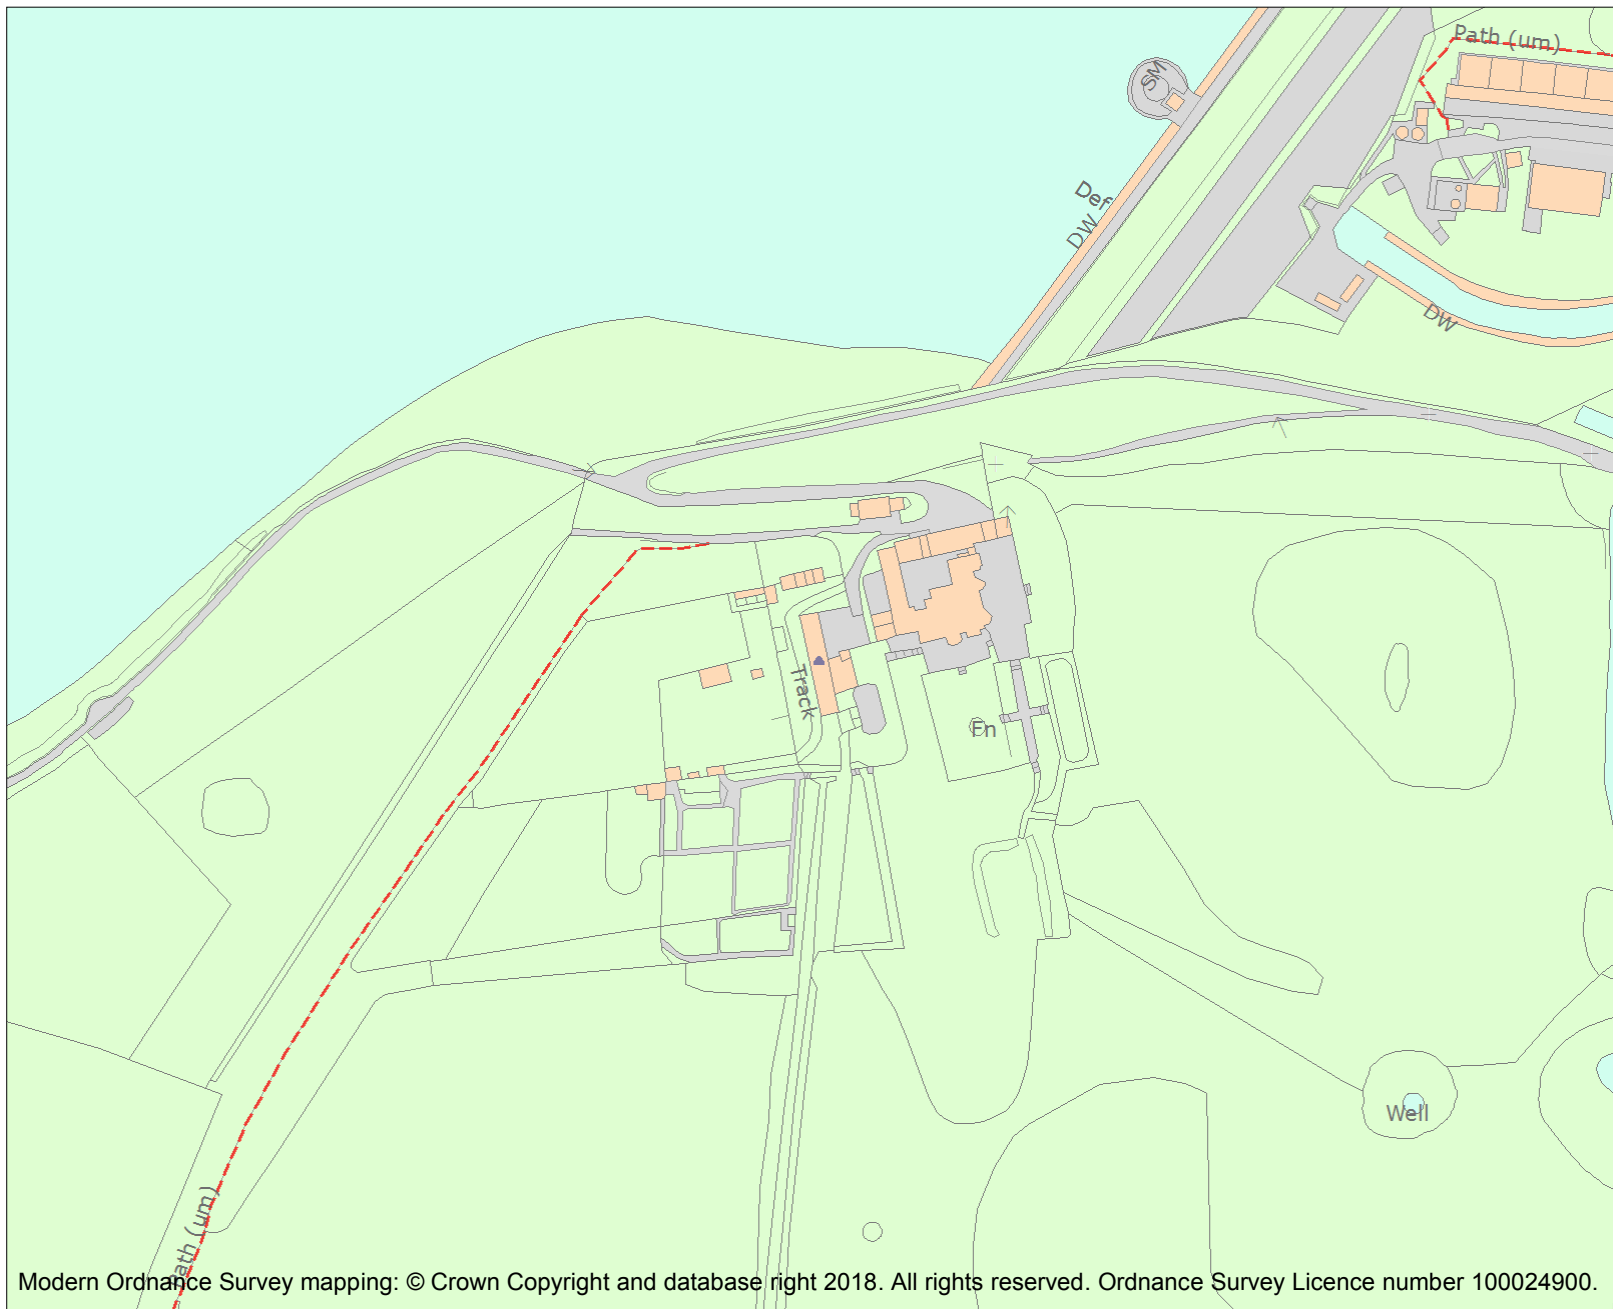 Path (um)
SM
Def
DW
DW
Track
Fn
Well
Path (um)
Modern Ordnance Survey mapping: © Crown Copyright and database right 2018. All rights reserved. Ordnance Survey Licence number 100024900.